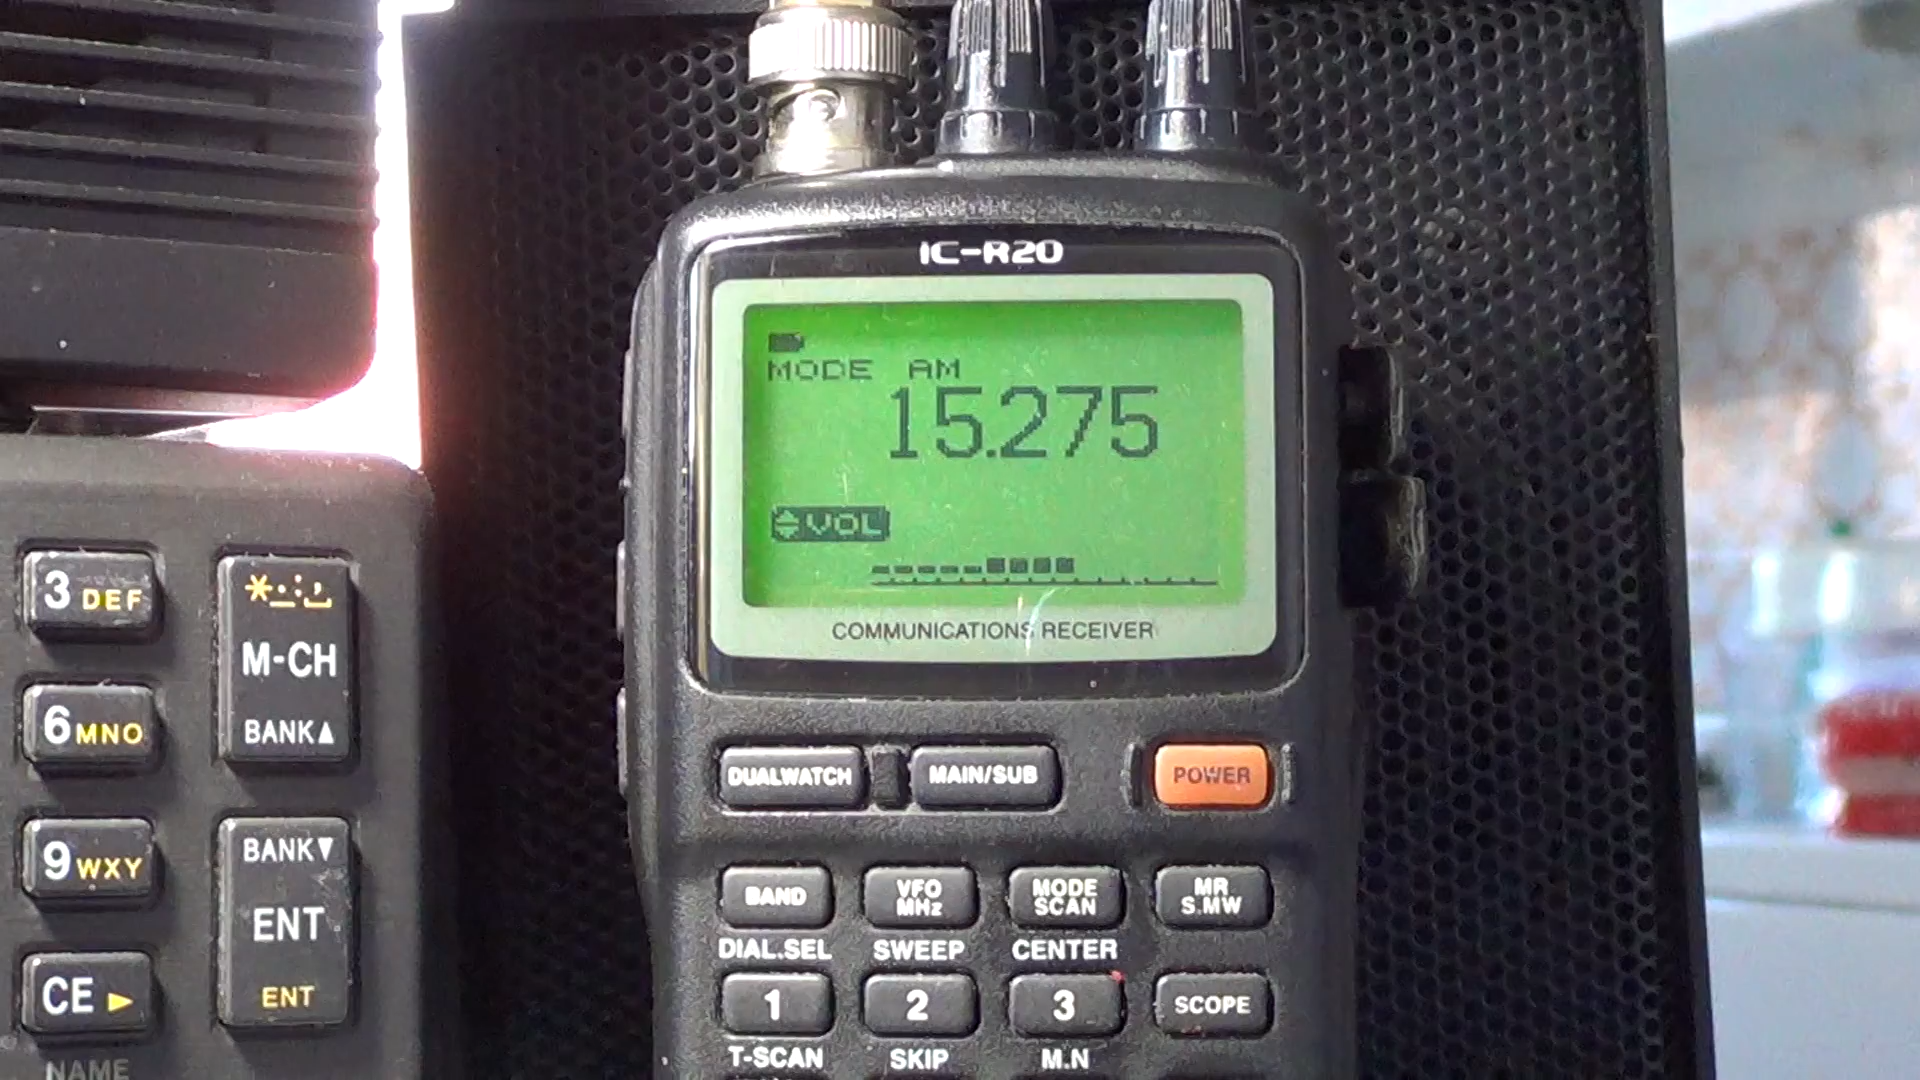 IC-R20
MODE AM
15.275
VOL
COMMUNICATIONS RECEIVER
DUALWATCH MAIN/SUB POWER
BAND VFO MHz MODE SCAN MR S.MW
DIAL.SEL SWEEP CENTER
1 2 3 SCOPE
T-SCAN SKIP M.N
3 DEF
6 MNO
9 WXY
CE ►
NAME
*-.:,
M-CH
BANK▲
BANK▼
ENT
ENT